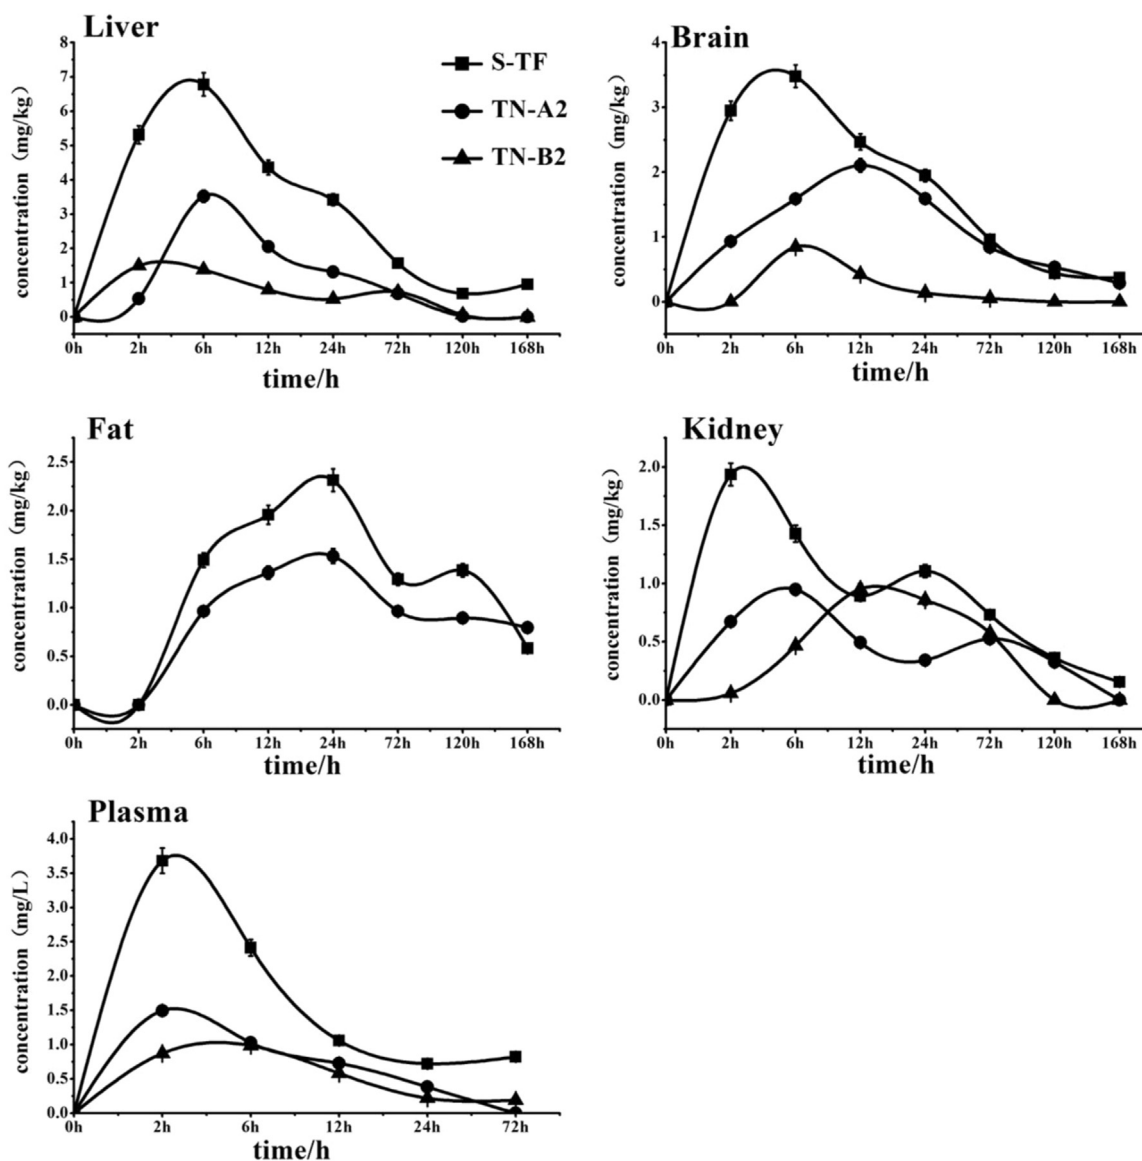 Liver
concentration (mg/kg)
8
7
6
5
4
3
2
1
0
0h 2h 6h 12h 24h 72h 120h 168h
time/h
S-TF
TN-A2
TN-B2
Brain
concentration (mg/kg)
4
3
2
1
0
0h 2h 6h 12h 24h 72h 120h 168h
time/h
Fat
concentration (mg/kg)
2.5
2.0
1.5
1.0
0.5
0.0
0h 2h 6h 12h 24h 72h 120h 168h
time/h
Kidney
concentration (mg/kg)
2.0
1.5
1.0
0.5
0.0
0h 2h 6h 12h 24h 72h 120h 168h
time/h
Plasma
concentration (mg/L)
4.0
3.5
3.0
2.5
2.0
1.5
1.0
0.5
0.0
0h 2h 6h 12h 24h 72h
time/h